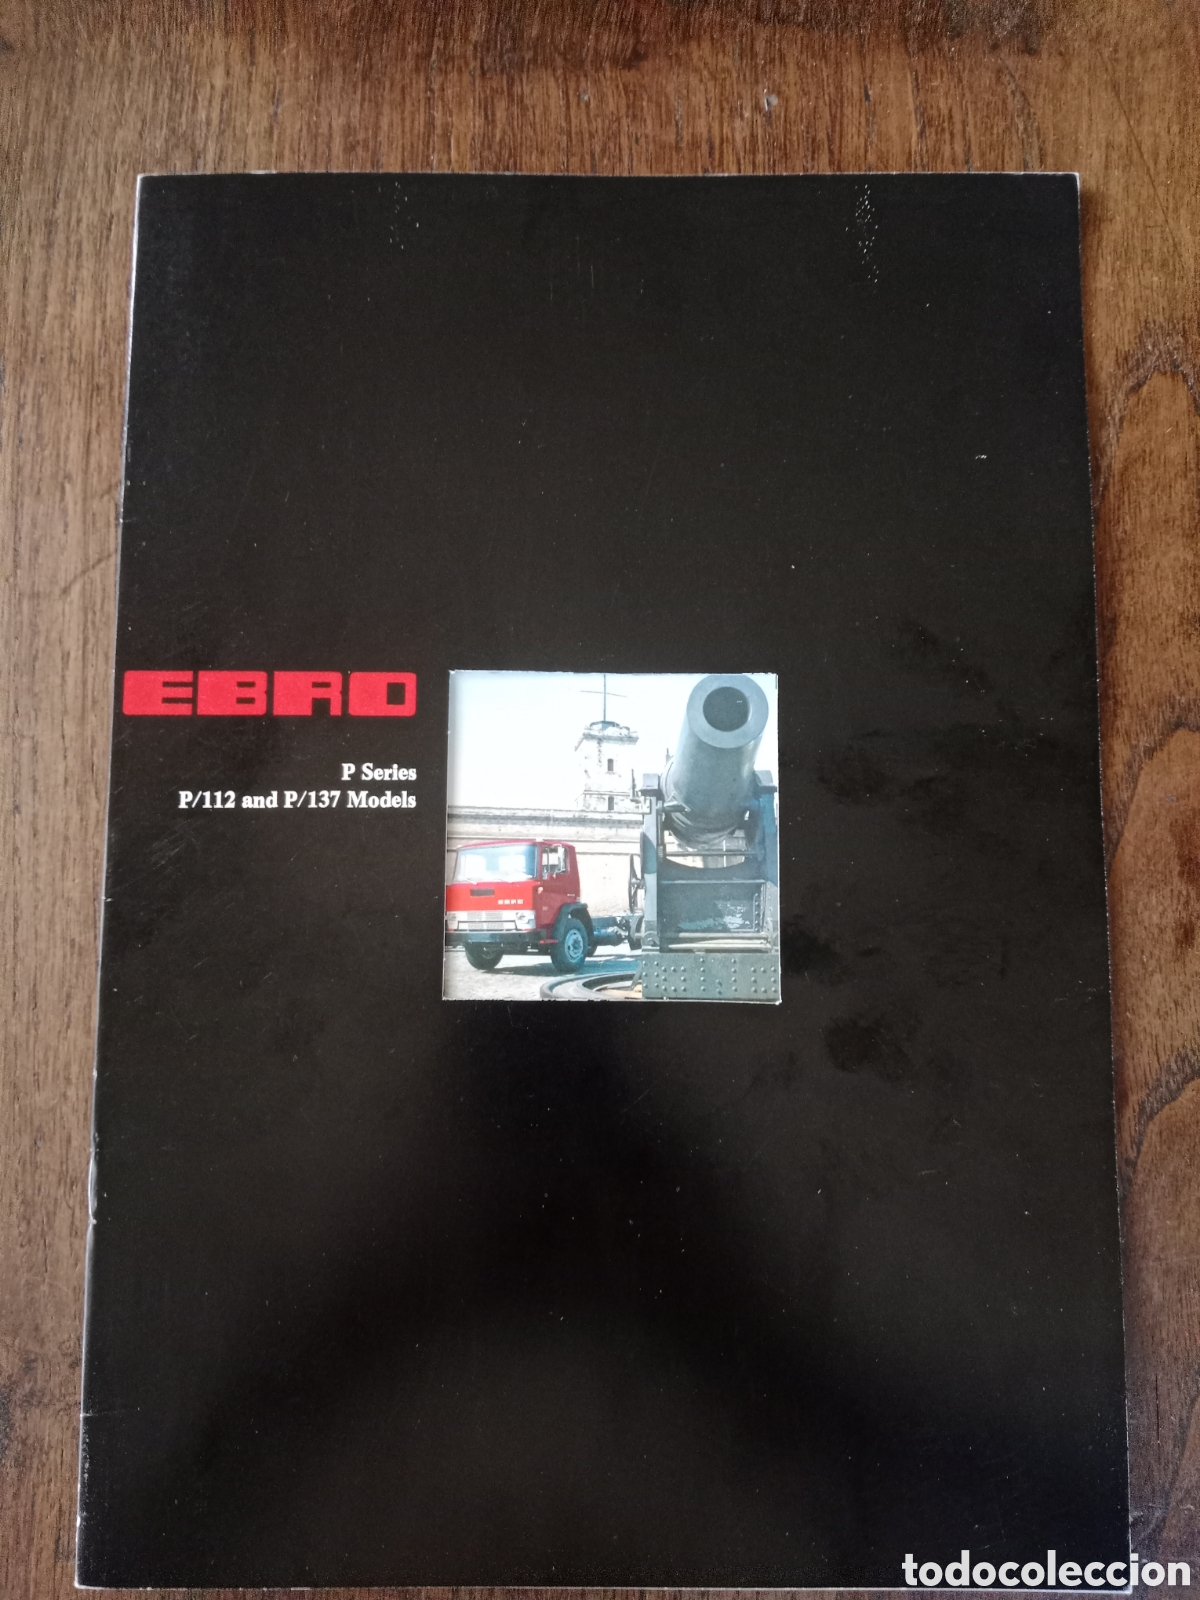 EBRO
P Series
P/112 and P/137 Models
EBRO
todocoleccion